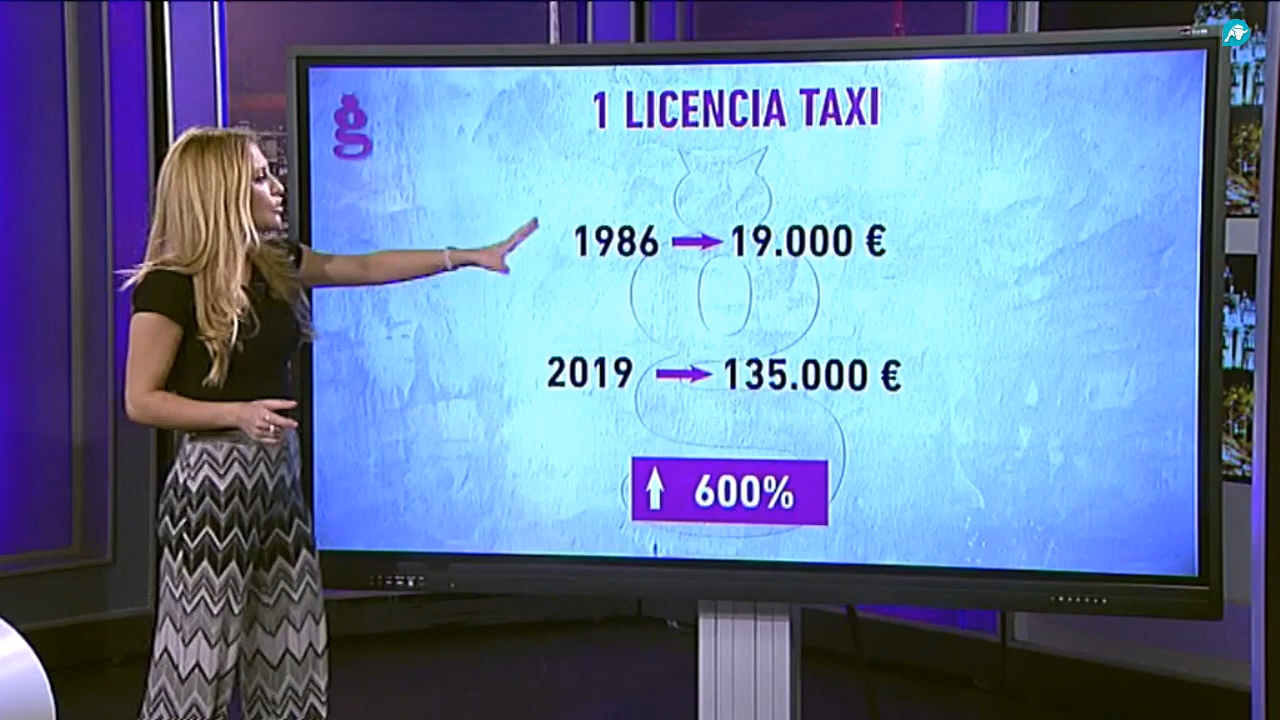 g
1 LICENCIA TAXI
1986 → 19.000 €
2019 → 135.000 €
↑ 600%